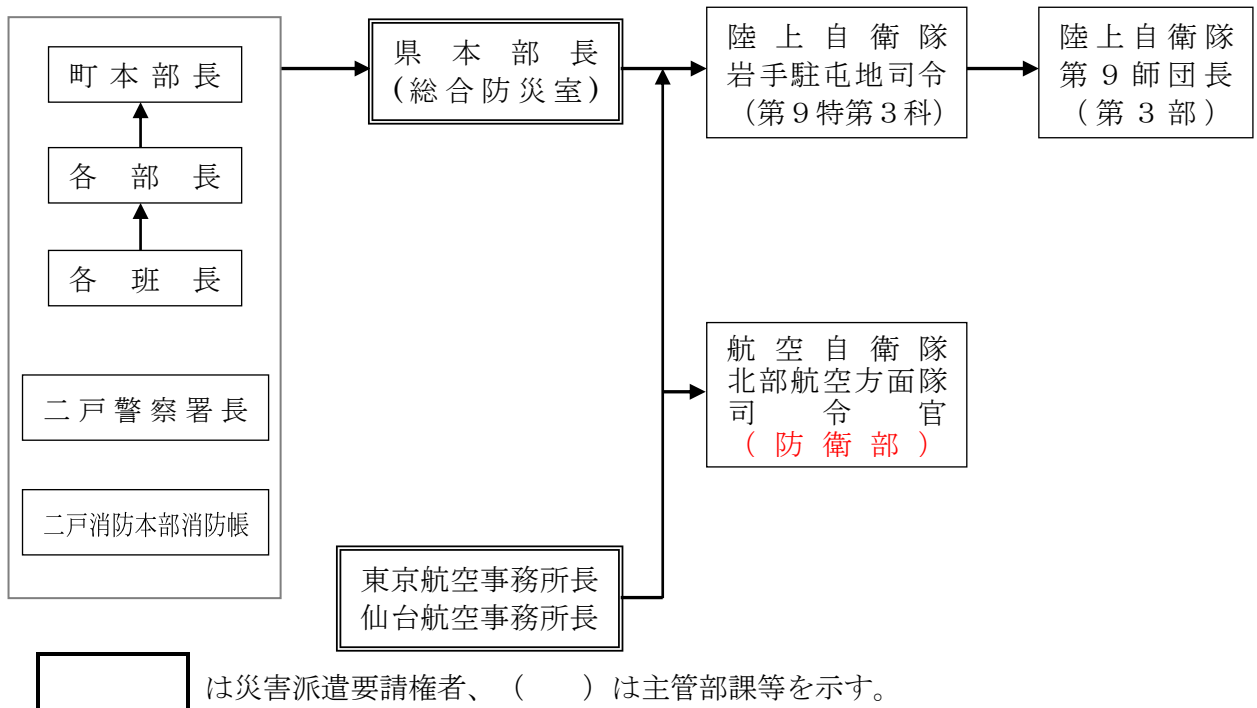 町本部長
各部長
各班長
二戸警察署長
二戸消防本部消防帳
県本部長
(総合防災室)
東京航空事務所長
仙台航空事務所長
陸上自衛隊
岩手駐屯地司令
(第９特第３科)
陸上自衛隊
第９師団長
(第３部)
航空自衛隊
北部航空方面隊
司令官
(防衛部)
は災害派遣要請権者、（　　）は主管部課等を示す。